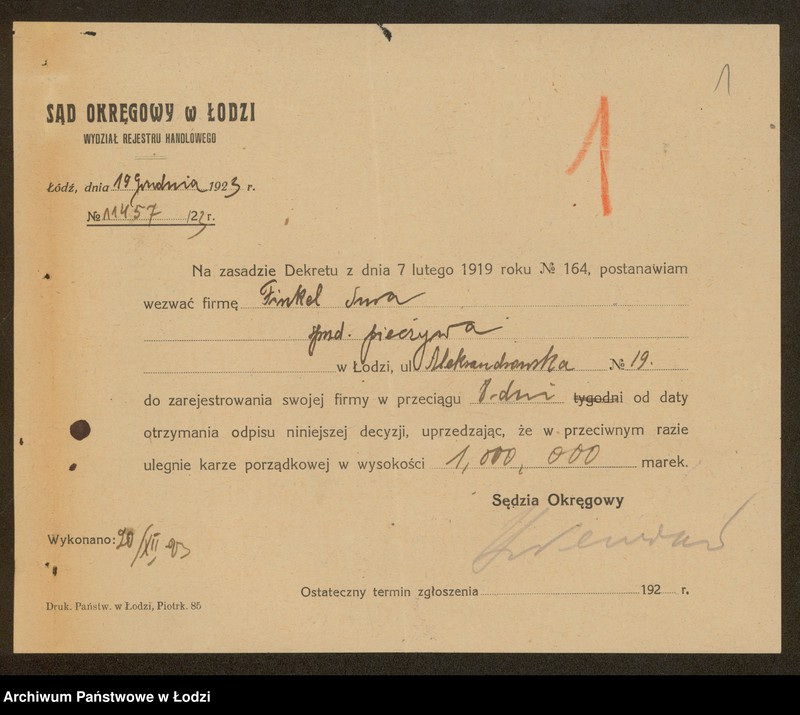 1
1
SĄD OKRĘGOWY w ŁODZI
WYDZIAŁ REJESTRU HANDLOWEGO
Łódź, dnia 19 Grudnia 1923 r.
№ 11457 /23 r.
Na zasadzie Dekretu z dnia 7 lutego 1919 roku № 164, postanawiam
wezwać firmę Finkel Sura
pieczywa
w Łodzi, ul Aleksandrowska № 19.
do zarejestrowania swojej firmy w przeciągu 8-dni tygodni od daty
otrzymania odpisu niniejszej decyzji, uprzedzając, że w przeciwnym razie
ulegnie karze porządkowej w wysokości 1,000,000 marek.
Sędzia Okręgowy
Wykonano: 20/XII 23
Ostateczny termin zgłoszenia 192 r.
Druk. Państw. w Łodzi, Piotrk. 85
Archiwum Państwowe w Łodzi